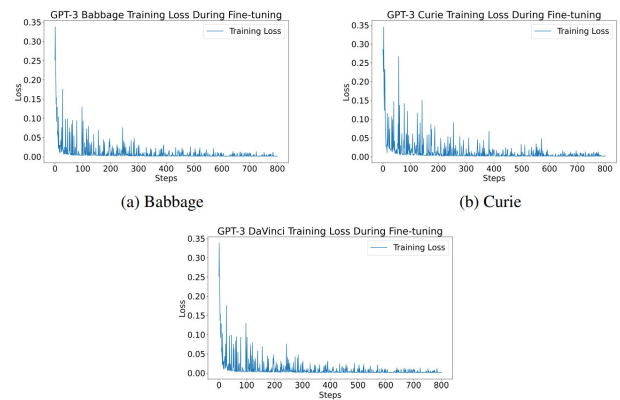 GPT-3 Babbage Training Loss During Fine-tuning
Training Loss
Loss
0.35
0.30
0.25
0.20
0.15
0.10
0.05
0.00
0 100 200 300 400 500 600 700 800
Steps
(a) Babbage
GPT-3 Curie Training Loss During Fine-tuning
Training Loss
Loss
0.35
0.30
0.25
0.20
0.15
0.10
0.05
0.00
0 100 200 300 400 500 600 700 800
Steps
(b) Curie
GPT-3 DaVinci Training Loss During Fine-tuning
Training Loss
Loss
0.35
0.30
0.25
0.20
0.15
0.10
0.05
0.00
0 100 200 300 400 500 600 700 800
Steps